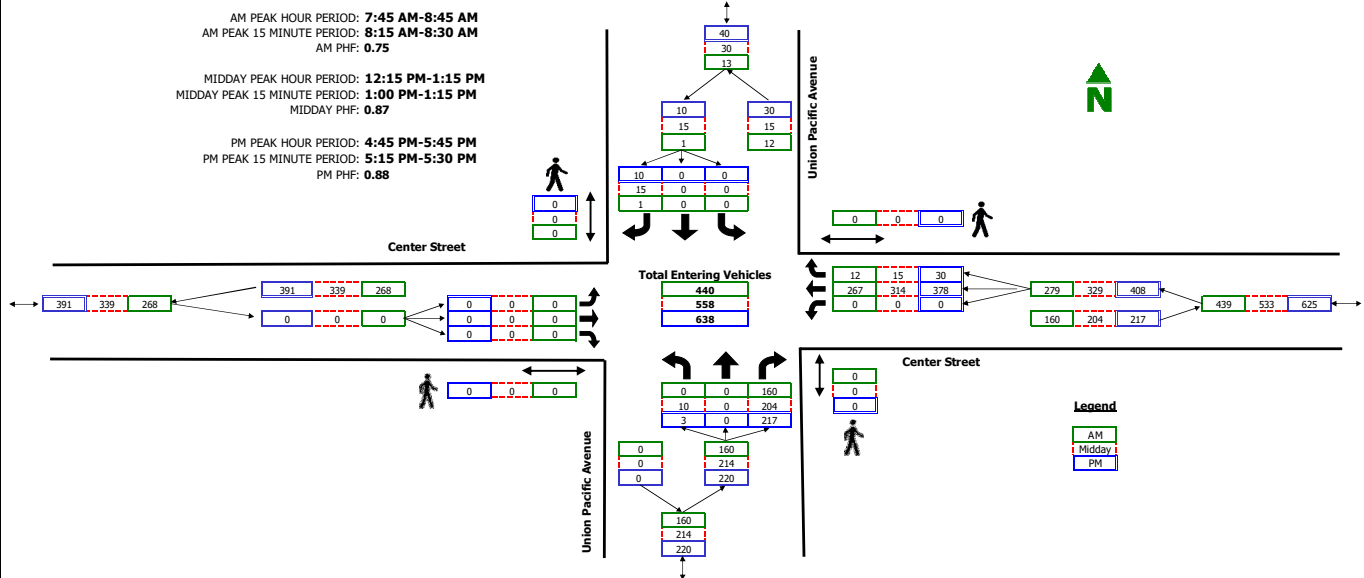 AM PEAK HOUR PERIOD: 7:45 AM-8:45 AM
AM PEAK 15 MINUTE PERIOD: 8:15 AM-8:30 AM
AM PHF: 0.75
MIDDAY PEAK HOUR PERIOD: 12:15 PM-1:15 PM
MIDDAY PEAK 15 MINUTE PERIOD: 1:00 PM-1:15 PM
MIDDAY PHF: 0.87
PM PEAK HOUR PERIOD: 4:45 PM-5:45 PM
PM PEAK 15 MINUTE PERIOD: 5:15 PM-5:30 PM
PM PHF: 0.88
40
30
13
10 30
15 15
1 12
10 0 0
15 0 0
1 0 0
Union Pacific Avenue
N
0
0
0
0 0 0
Center Street
391 339 268
391 339 268
0 0 0
0 0 0
0 0 0
0 0 0
Total Entering Vehicles
440
558
638
12 15 30
267 314 378
0 0 0
279 329 408
160 204 217
439 533 625
Center Street
0 0 0
0 0 160
10 0 204
3 0 217
0 160
0 214
0 220
160
214
220
Union Pacific Avenue
0
0
0
Legend
AM
Midday
PM